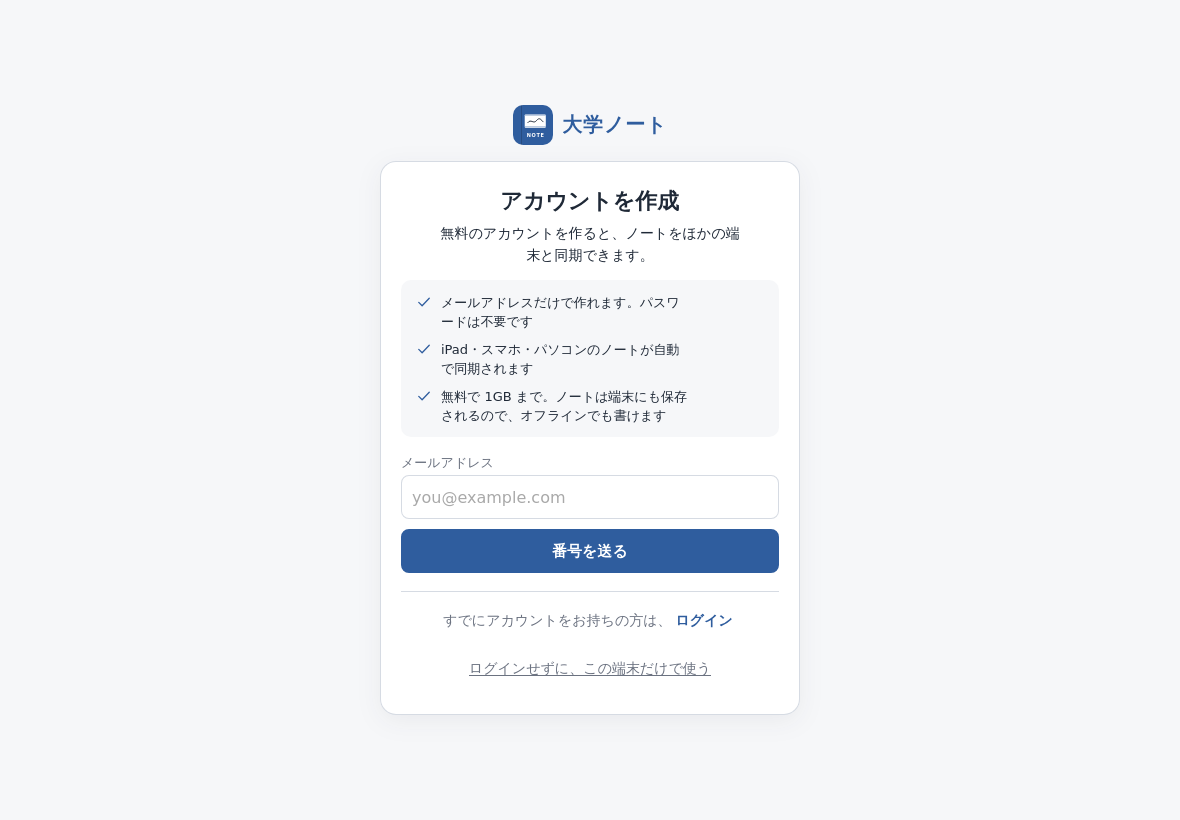 NOTE
大学ノート
アカウントを作成
無料のアカウントを作ると、ノートをほかの端
末と同期できます。
メールアドレスだけで作れます。パスワ
ードは不要です
iPad・スマホ・パソコンのノートが自動
で同期されます
無料で 1GB まで。ノートは端末にも保存
されるので、オフラインでも書けます
メールアドレス
you@example.com
番号を送る
すでにアカウントをお持ちの方は、 ログイン
ログインせずに、この端末だけで使う